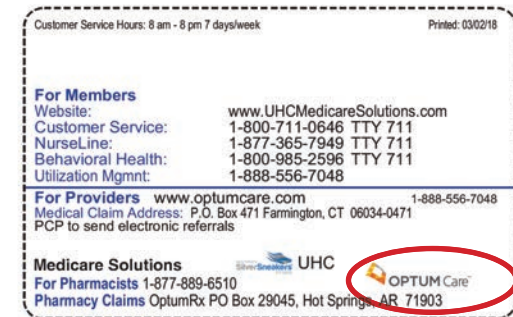 Customer Service Hours: 8 am - 8 pm 7 days/week Printed: 03/02/18
For Members
Website: www.UHCMedicareSolutions.com
Customer Service: 1-800-711-0646 TTY 711
NurseLine: 1-877-365-7949 TTY 711
Behavioral Health: 1-800-985-2596 TTY 711
Utilization Mgmnt: 1-888-556-7048
For Providers www.optumcare.com 1-888-556-7048
Medical Claim Address: P.O. Box 471 Farmington, CT 06034-0471
PCP to send electronic referrals
Medicare Solutions SilverSneakers UHC OPTUM Care
For Pharmacists 1-877-889-6510
Pharmacy Claims OptumRx PO Box 29045, Hot Springs, AR 71903